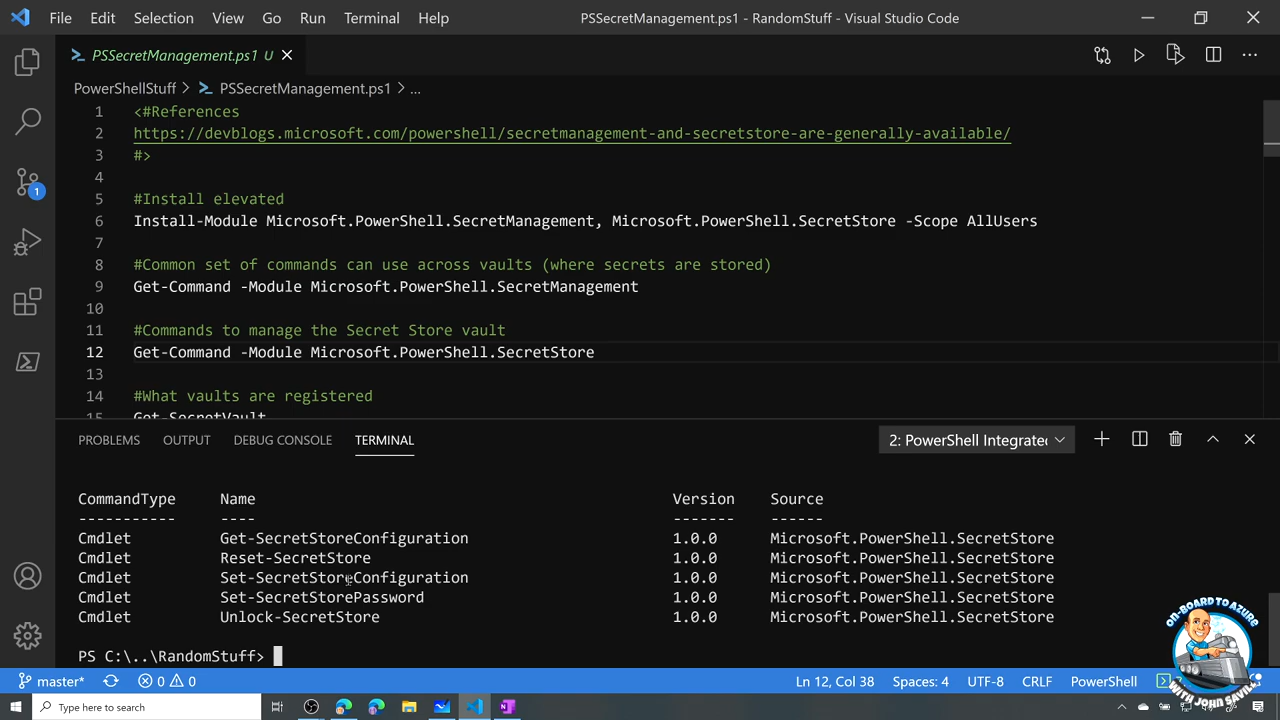 File Edit Selection View Go Run Terminal Help PSSecretManagement.ps1 - RandomStuff - Visual Studio Code
PSSecretManagement.ps1 U
PowerShellStuff > PSSecretManagement.ps1 > ...
1 <#References
2 https://devblogs.microsoft.com/powershell/secretmanagement-and-secretstore-are-generally-available/
3 #>
4
5 #Install elevated
6 Install-Module Microsoft.PowerShell.SecretManagement, Microsoft.PowerShell.SecretStore -Scope AllUsers
7
8 #Common set of commands can use across vaults (where secrets are stored)
9 Get-Command -Module Microsoft.PowerShell.SecretManagement
10
11 #Commands to manage the Secret Store vault
12 Get-Command -Module Microsoft.PowerShell.SecretStore
13
14 #What vaults are registered
15 Get-SecretVault
1
PROBLEMS OUTPUT DEBUG CONSOLE TERMINAL 2: PowerShell Integrated
CommandType Name Version Source
----------- ---- ------- ------
Cmdlet Get-SecretStoreConfiguration 1.0.0 Microsoft.PowerShell.SecretStore
Cmdlet Reset-SecretStore 1.0.0 Microsoft.PowerShell.SecretStore
Cmdlet Set-SecretStoreConfiguration 1.0.0 Microsoft.PowerShell.SecretStore
Cmdlet Set-SecretStorePassword 1.0.0 Microsoft.PowerShell.SecretStore
Cmdlet Unlock-SecretStore 1.0.0 Microsoft.PowerShell.SecretStore
PS C:\..\RandomStuff>
ON-BOARD TO AZURE
WITH JOHN SAVILL
master* 0 0 Ln 12, Col 38 Spaces: 4 UTF-8 CRLF PowerShell
Type here to search